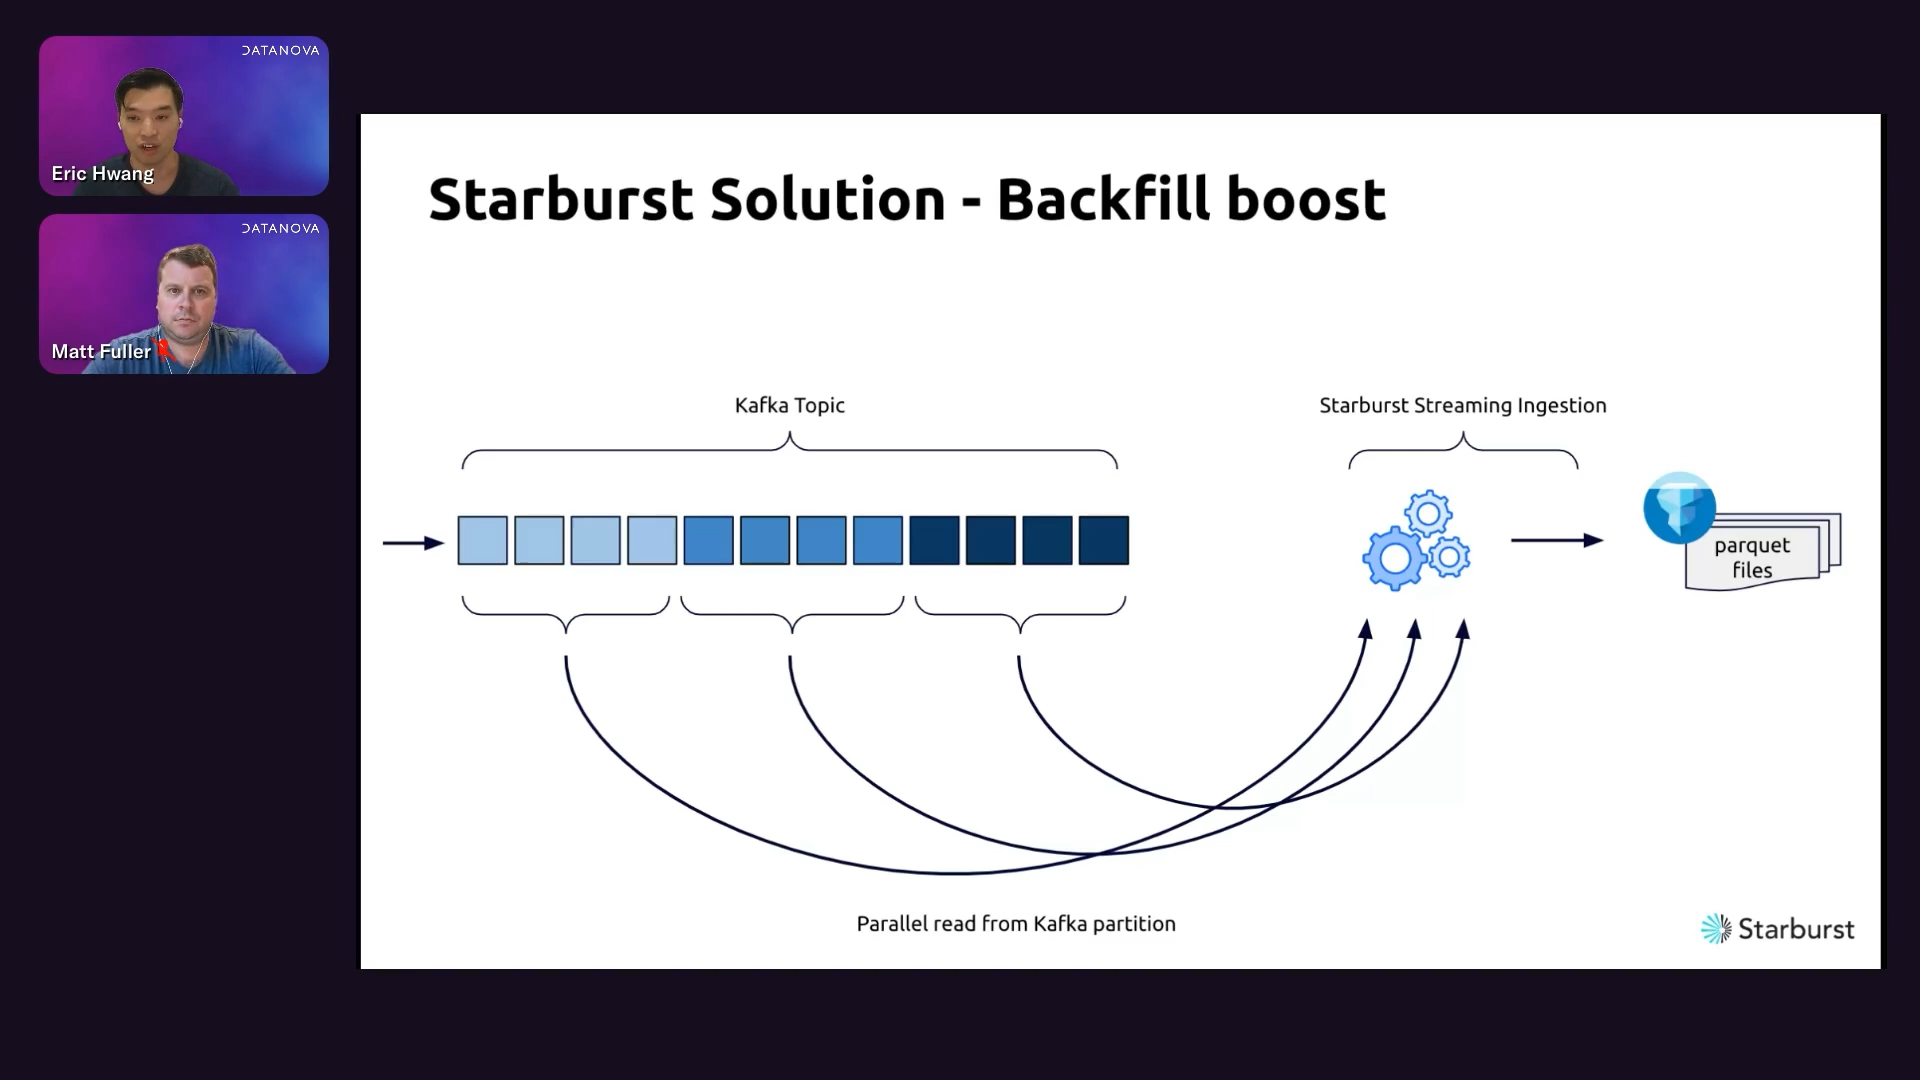 DATANOVA
Eric Hwang
DATANOVA
Matt Fuller
Starburst Solution - Backfill boost
Kafka Topic
Starburst Streaming Ingestion
parquet
files
Parallel read from Kafka partition
Starburst